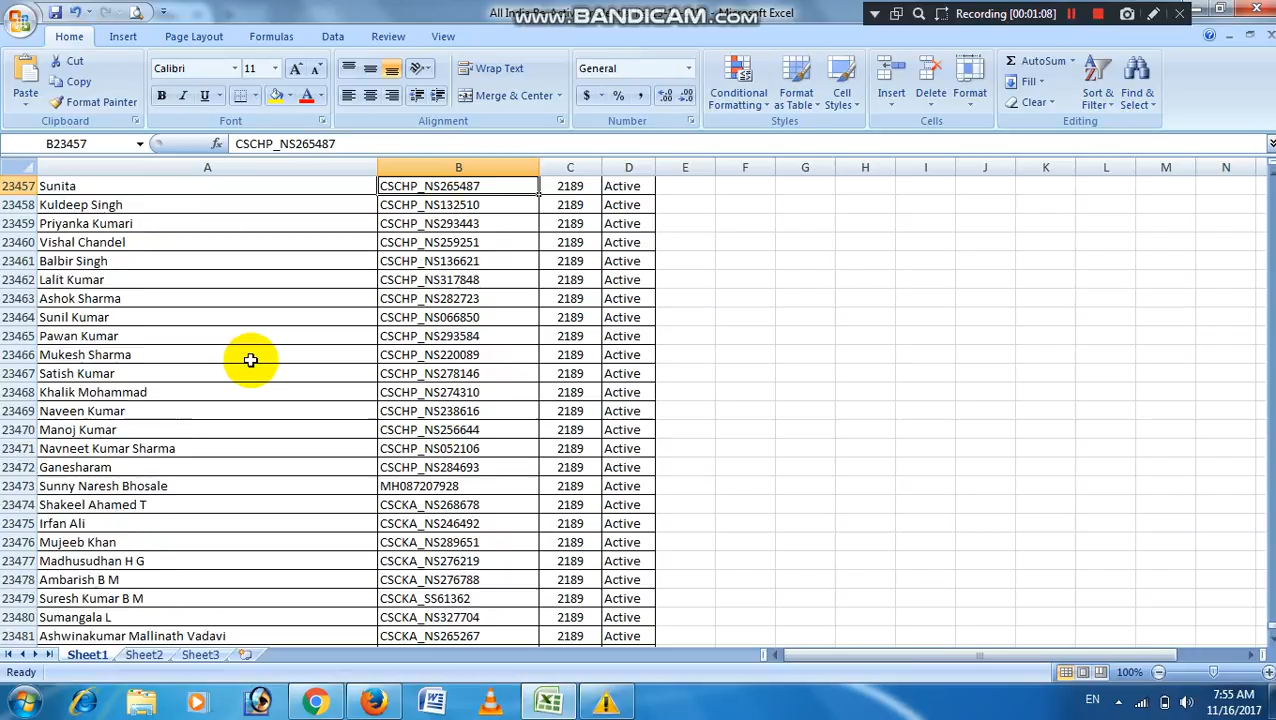 All India Re-Ac
www.BANDICAM.com
Microsoft Excel
Recording [00:01:08]
Home Insert Page Layout Formulas Data Review View
Paste
Cut
Copy
Format Painter
Clipboard
Calibri 11
B I U
Font
Wrap Text
Merge & Center
Alignment
General
$ % ,
Number
Conditional Formatting
Format as Table
Cell Styles
Styles
Insert Delete Format
Cells
AutoSum
Fill
Clear
Sort & Filter
Find & Select
Editing
B23457 fx CSCHP_NS265487
A B C D E F G H I J K L M N
23457 Sunita CSCHP_NS265487 2189 Active
23458 Kuldeep Singh CSCHP_NS132510 2189 Active
23459 Priyanka Kumari CSCHP_NS293443 2189 Active
23460 Vishal Chandel CSCHP_NS259251 2189 Active
23461 Balbir Singh CSCHP_NS136621 2189 Active
23462 Lalit Kumar CSCHP_NS317848 2189 Active
23463 Ashok Sharma CSCHP_NS282723 2189 Active
23464 Sunil Kumar CSCHP_NS066850 2189 Active
23465 Pawan Kumar CSCHP_NS293584 2189 Active
23466 Mukesh Sharma CSCHP_NS220089 2189 Active
23467 Satish Kumar CSCHP_NS278146 2189 Active
23468 Khalik Mohammad CSCHP_NS274310 2189 Active
23469 Naveen Kumar CSCHP_NS238616 2189 Active
23470 Manoj Kumar CSCHP_NS256644 2189 Active
23471 Navneet Kumar Sharma CSCHP_NS052106 2189 Active
23472 Ganesharam CSCHP_NS284693 2189 Active
23473 Sunny Naresh Bhosale MH087207928 2189 Active
23474 Shakeel Ahamed T CSCKA_NS268678 2189 Active
23475 Irfan Ali CSCKA_NS246492 2189 Active
23476 Mujeeb Khan CSCKA_NS289651 2189 Active
23477 Madhusudhan H G CSCKA_NS276219 2189 Active
23478 Ambarish B M CSCKA_NS276788 2189 Active
23479 Suresh Kumar B M CSCKA_SS61362 2189 Active
23480 Sumangala L CSCKA_NS327704 2189 Active
23481 Ashwinakumar Mallinath Vadavi CSCKA_NS265267 2189 Active
Sheet1 Sheet2 Sheet3
Ready 100%
EN
7:55 AM
11/16/2017